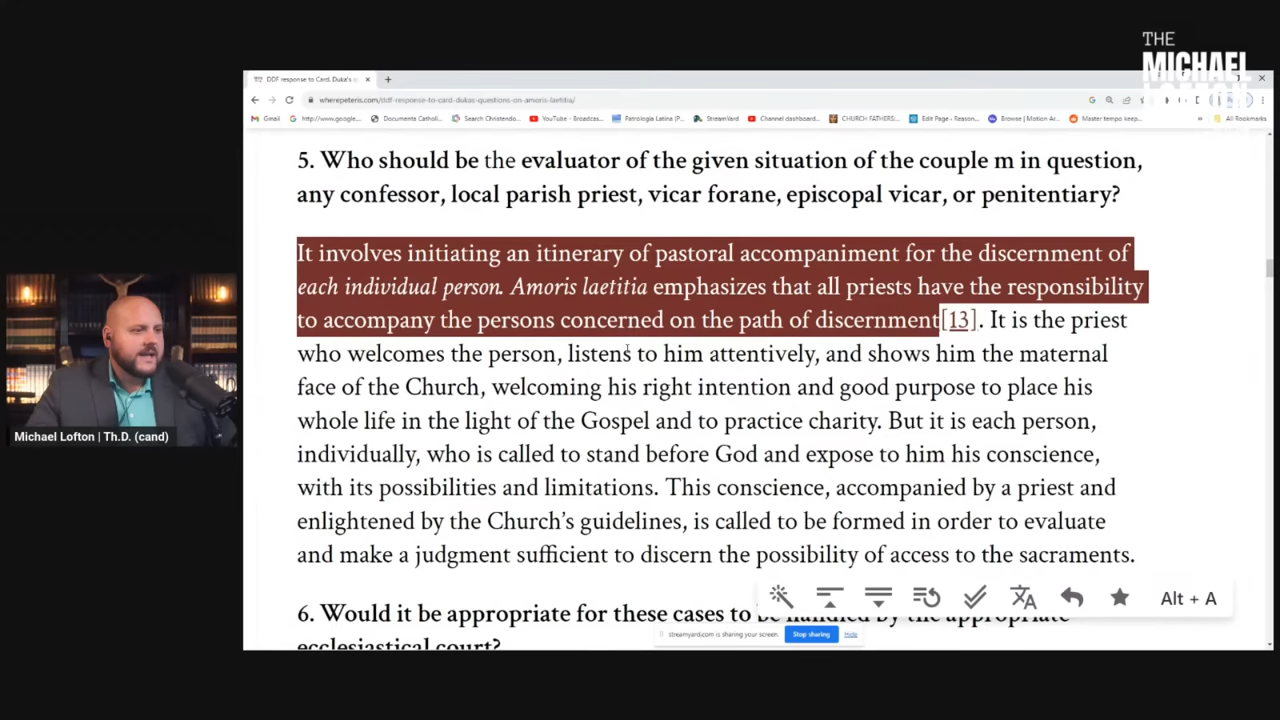 THE
MICHAEL
LOFTON
DDF response to Card. Duka's
wherepeteris.com/ddf-response-to-card-dukas-questions-on-amoris-laetitia/
Gmail
http://www.google...
Documents Catholi...
Search Christendo...
YouTube - Broadcas...
Patrologia Latina (P...
StreamYard
Channel dashboard...
CHURCH FATHERS:...
Edit Page ‹ Reason...
Browse | Motion Ar...
Master tempo keep...
All Bookmarks
5. Who should be the evaluator of the given situation of the couple m in question,
any confessor, local parish priest, vicar forane, episcopal vicar, or penitentiary?
It involves initiating an itinerary of pastoral accompaniment for the discernment of
each individual person. Amoris laetitia emphasizes that all priests have the responsibility
to accompany the persons concerned on the path of discernment[13]. It is the priest
who welcomes the person, listens to him attentively, and shows him the maternal
face of the Church, welcoming his right intention and good purpose to place his
whole life in the light of the Gospel and to practice charity. But it is each person,
individually, who is called to stand before God and expose to him his conscience,
with its possibilities and limitations. This conscience, accompanied by a priest and
enlightened by the Church's guidelines, is called to be formed in order to evaluate
and make a judgment sufficient to discern the possibility of access to the sacraments.
Alt + A
6. Would it be appropriate for these cases to be handled by the appropriate
ecclesiastical court?
streamyard.com is sharing your screen.
Stop sharing
Hide
Michael Lofton | Th.D. (cand)